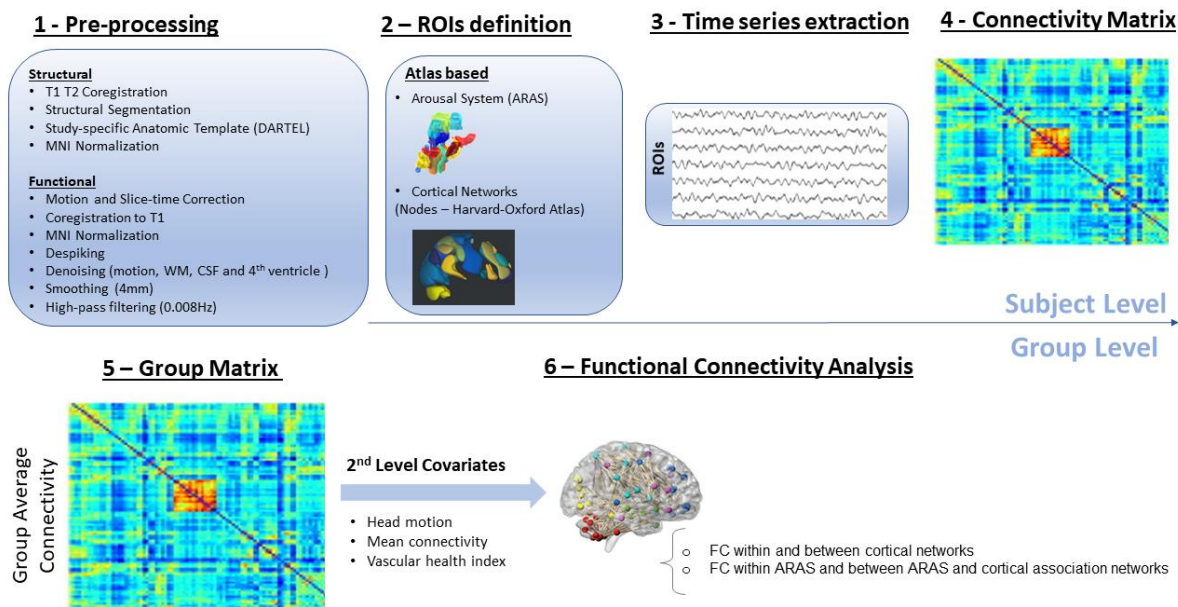 1 - Pre-processing
Structural
• T1 T2 Coregistration
• Structural Segmentation
• Study-specific Anatomic Template (DARTEL)
• MNI Normalization
Functional
• Motion and Slice-time Correction
• Coregistration to T1
• MNI Normalization
• Despiking
• Denoising (motion, WM, CSF and 4th ventricle )
• Smoothing (4mm)
• High-pass filtering (0.008Hz)
2 – ROIs definition
Atlas based
• Arousal System (ARAS)
• Cortical Networks
(Nodes – Harvard-Oxford Atlas)
3 - Time series extraction
ROIs
4 - Connectivity Matrix
Subject Level
Group Level
5 – Group Matrix
Group Average
Connectivity
2nd Level Covariates
• Head motion
• Mean connectivity
• Vascular health index
6 – Functional Connectivity Analysis
o FC within and between cortical networks
o FC within ARAS and between ARAS and cortical association networks